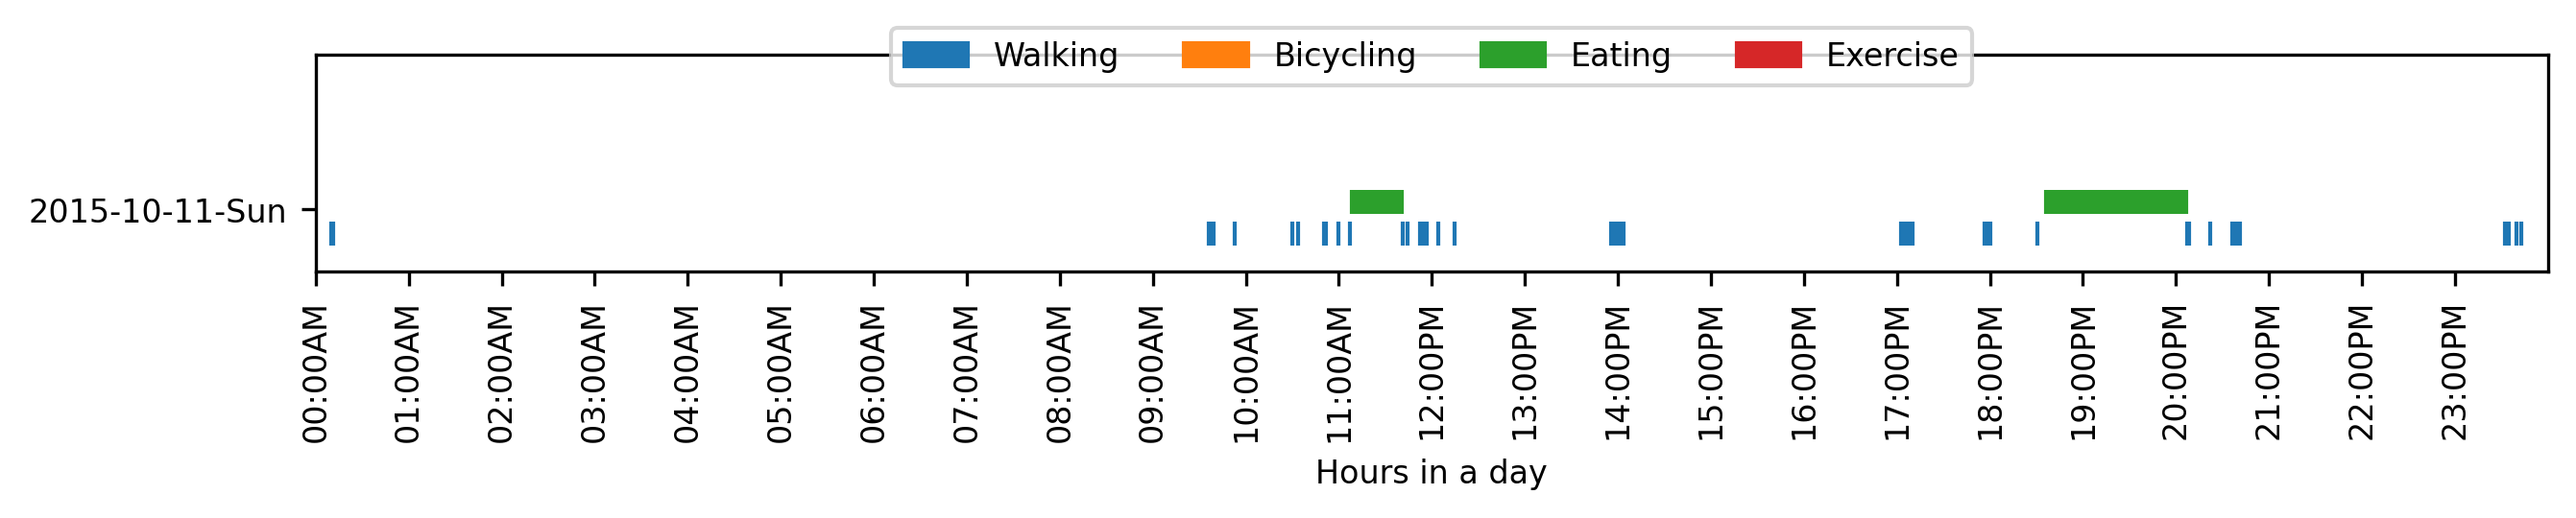 Walking Bicycling Eating Exercise
2015-10-11-Sun
00:00AM 01:00AM 02:00AM 03:00AM 04:00AM 05:00AM 06:00AM 07:00AM 08:00AM 09:00AM 10:00AM 11:00AM 12:00PM 13:00PM 14:00PM 15:00PM 16:00PM 17:00PM 18:00PM 19:00PM 20:00PM 21:00PM 22:00PM 23:00PM
Hours in a day